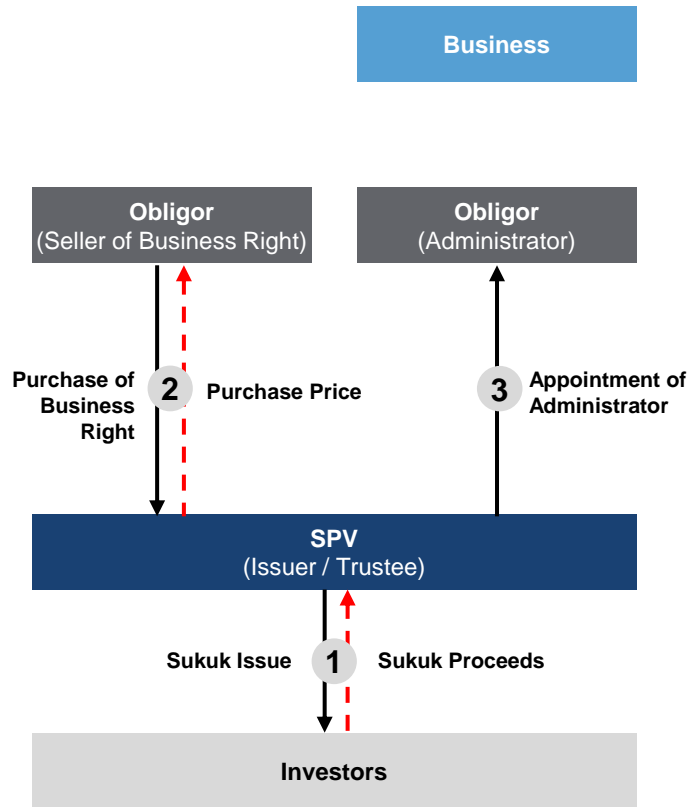 Business
Obligor
(Seller of Business Right)
Obligor
(Administrator)
Purchase of
Business
Right
2
Purchase Price
3
Appointment of
Administrator
SPV
(Issuer / Trustee)
Sukuk Issue
1
Sukuk Proceeds
Investors